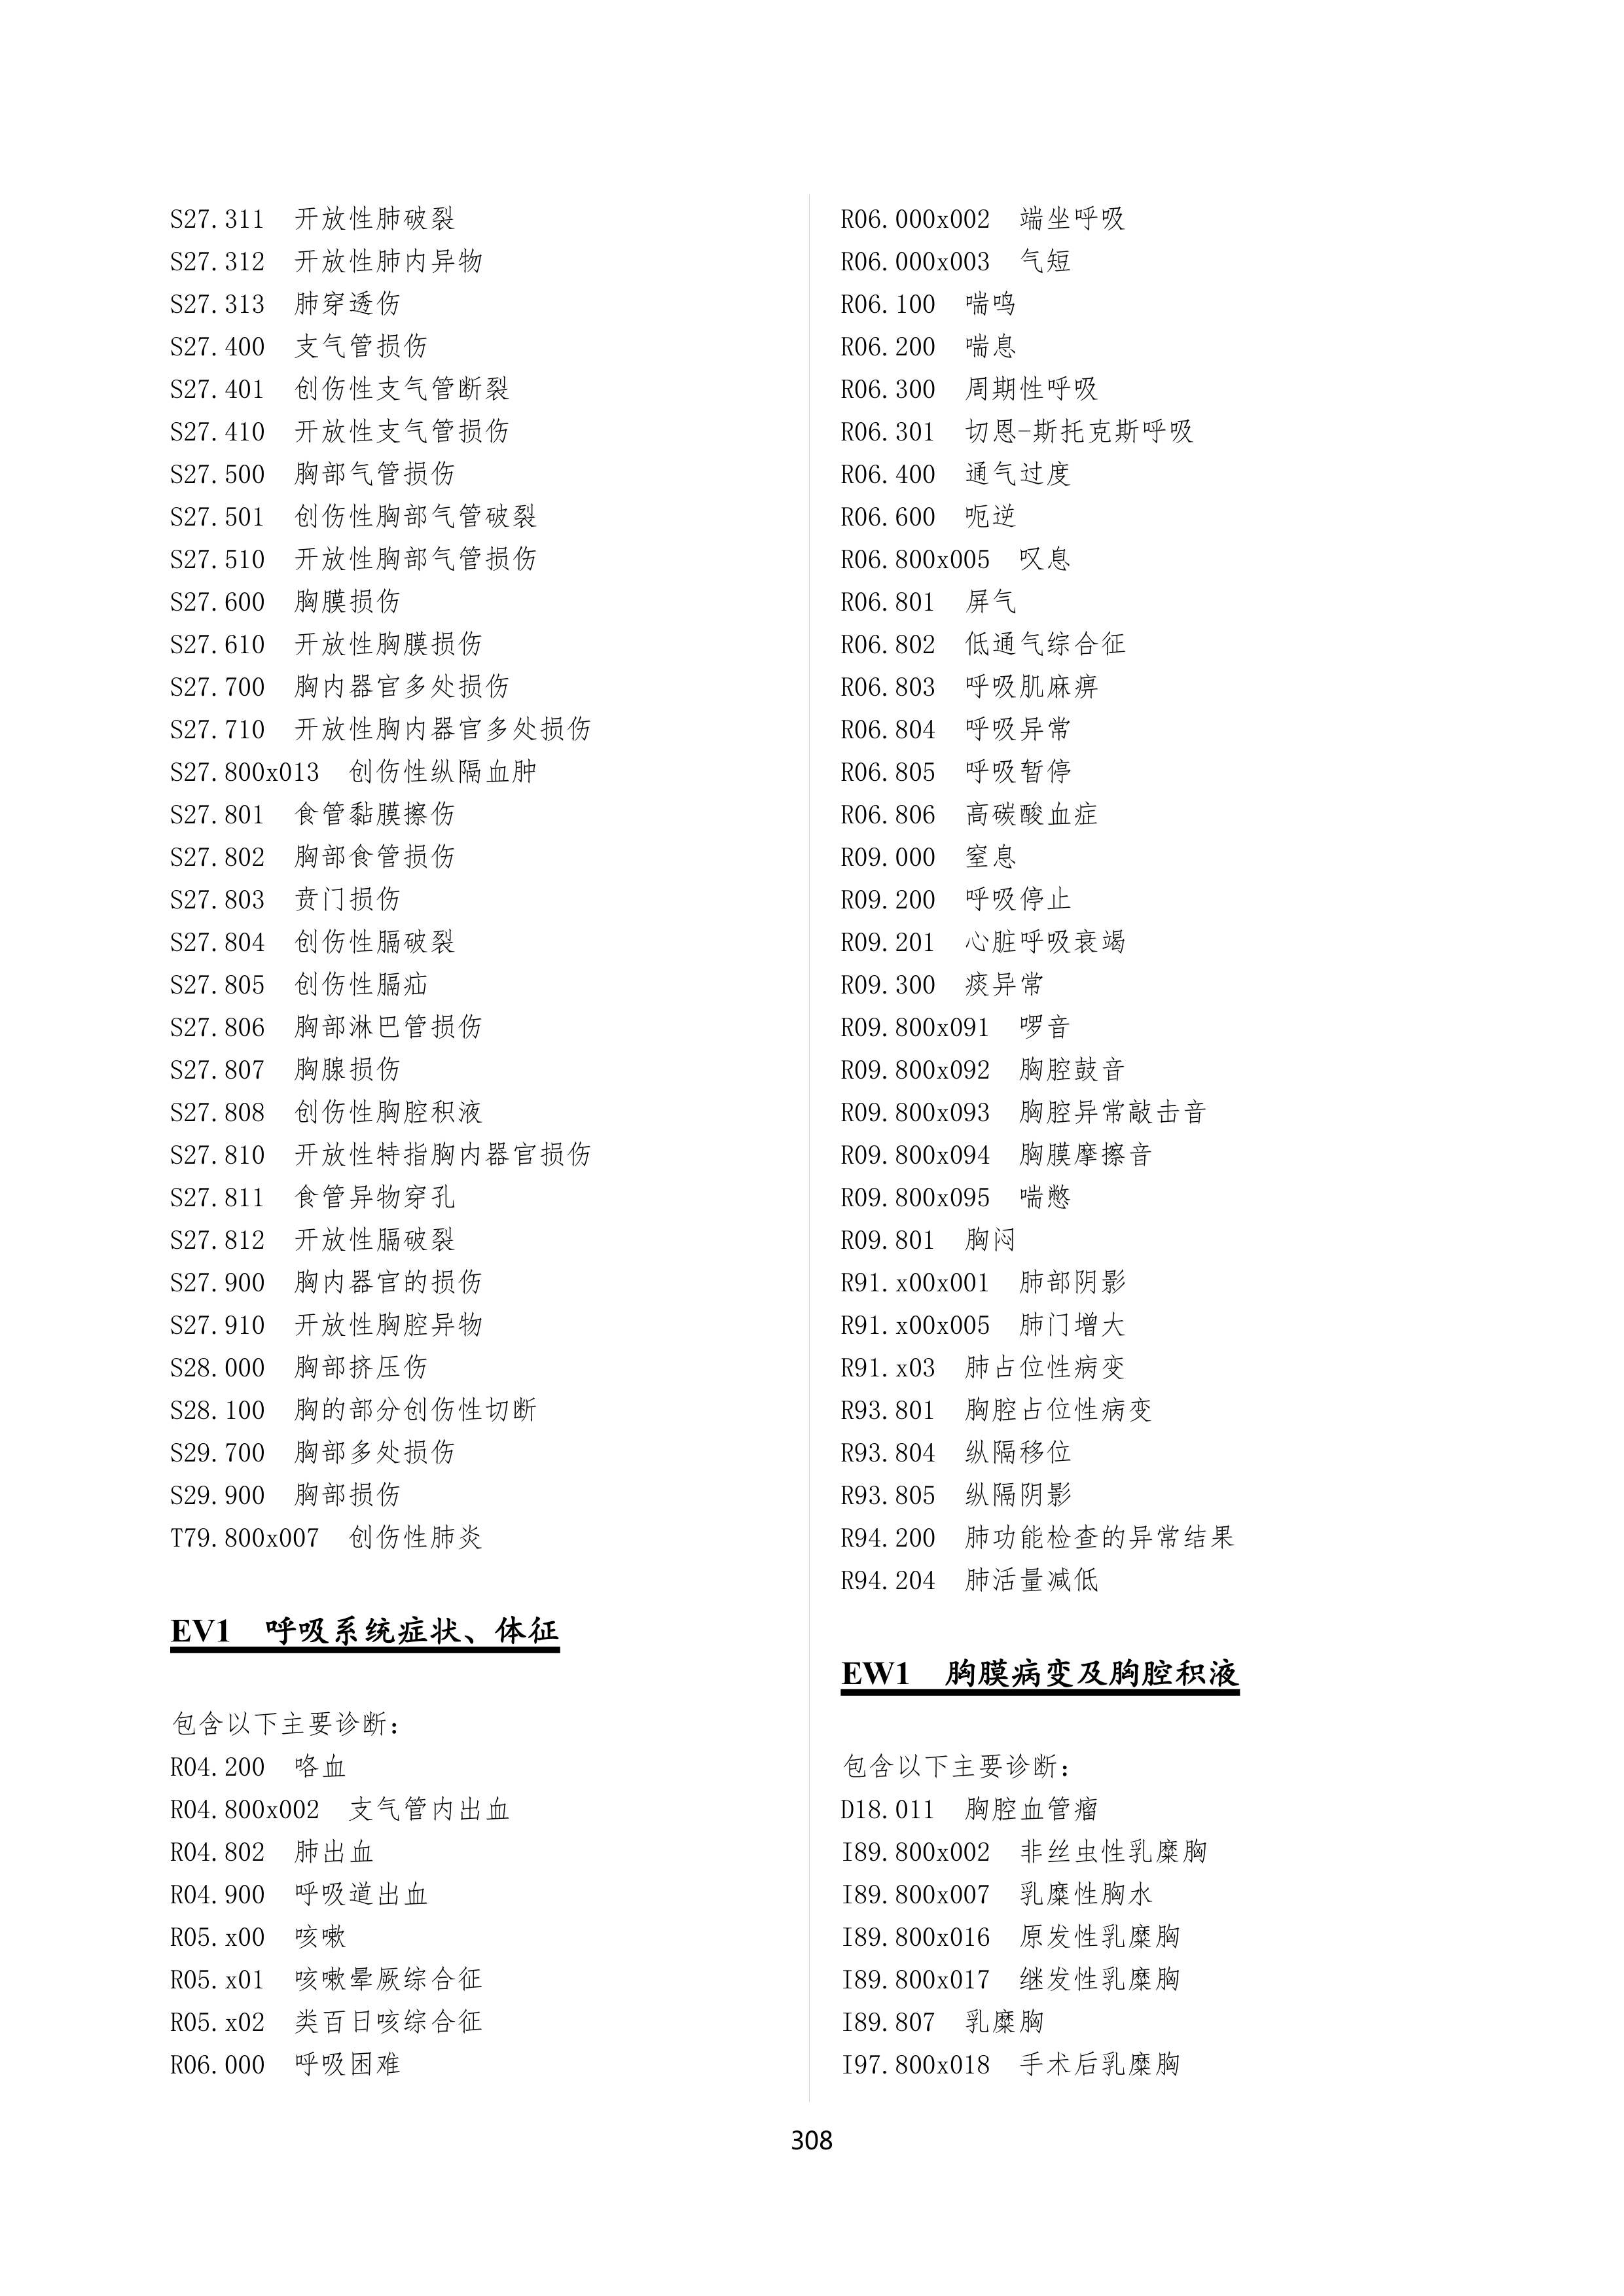 S27.311 开放性肺破裂
S27.312 开放性肺内异物
S27.313 肺穿透伤
S27.400 支气管损伤
S27.401 创伤性支气管断裂
S27.410 开放性支气管损伤
S27.500 胸部气管损伤
S27.501 创伤性胸部气管破裂
S27.510 开放性胸部气管损伤
S27.600 胸膜损伤
S27.610 开放性胸膜损伤
S27.700 胸内器官多处损伤
S27.710 开放性胸内器官多处损伤
S27.800x013 创伤性纵隔血肿
S27.801 食管黏膜擦伤
S27.802 胸部食管损伤
S27.803 贲门损伤
S27.804 创伤性膈破裂
S27.805 创伤性膈疝
S27.806 胸部淋巴管损伤
S27.807 胸腺损伤
S27.808 创伤性胸腔积液
S27.810 开放性特指胸内器官损伤
S27.811 食管异物穿孔
S27.812 开放性膈破裂
S27.900 胸内器官的损伤
S27.910 开放性胸腔异物
S28.000 胸部挤压伤
S28.100 胸的部分创伤性切断
S29.700 胸部多处损伤
S29.900 胸部损伤
T79.800x007 创伤性肺炎
EV1 呼吸系统症状、体征
包含以下主要诊断：
R04.200 咯血
R04.800x002 支气管内出血
R04.802 肺出血
R04.900 呼吸道出血
R05.x00 咳嗽
R05.x01 咳嗽晕厥综合征
R05.x02 类百日咳综合征
R06.000 呼吸困难
R06.000x002 端坐呼吸
R06.000x003 气短
R06.100 喘鸣
R06.200 喘息
R06.300 周期性呼吸
R06.301 切恩-斯托克斯呼吸
R06.400 通气过度
R06.600 呃逆
R06.800x005 叹息
R06.801 屏气
R06.802 低通气综合征
R06.803 呼吸肌麻痹
R06.804 呼吸异常
R06.805 呼吸暂停
R06.806 高碳酸血症
R09.000 窒息
R09.200 呼吸停止
R09.201 心脏呼吸衰竭
R09.300 痰异常
R09.800x091 啰音
R09.800x092 胸腔鼓音
R09.800x093 胸腔异常敲击音
R09.800x094 胸膜摩擦音
R09.800x095 喘憋
R09.801 胸闷
R91.x00x001 肺部阴影
R91.x00x005 肺门增大
R91.x03 肺占位性病变
R93.801 胸腔占位性病变
R93.804 纵隔移位
R93.805 纵隔阴影
R94.200 肺功能检查的异常结果
R94.204 肺活量减低
EW1 胸膜病变及胸腔积液
包含以下主要诊断：
D18.011 胸腔血管瘤
I89.800x002 非丝虫性乳糜胸
I89.800x007 乳糜性胸水
I89.800x016 原发性乳糜胸
I89.800x017 继发性乳糜胸
I89.807 乳糜胸
I97.800x018 手术后乳糜胸
308